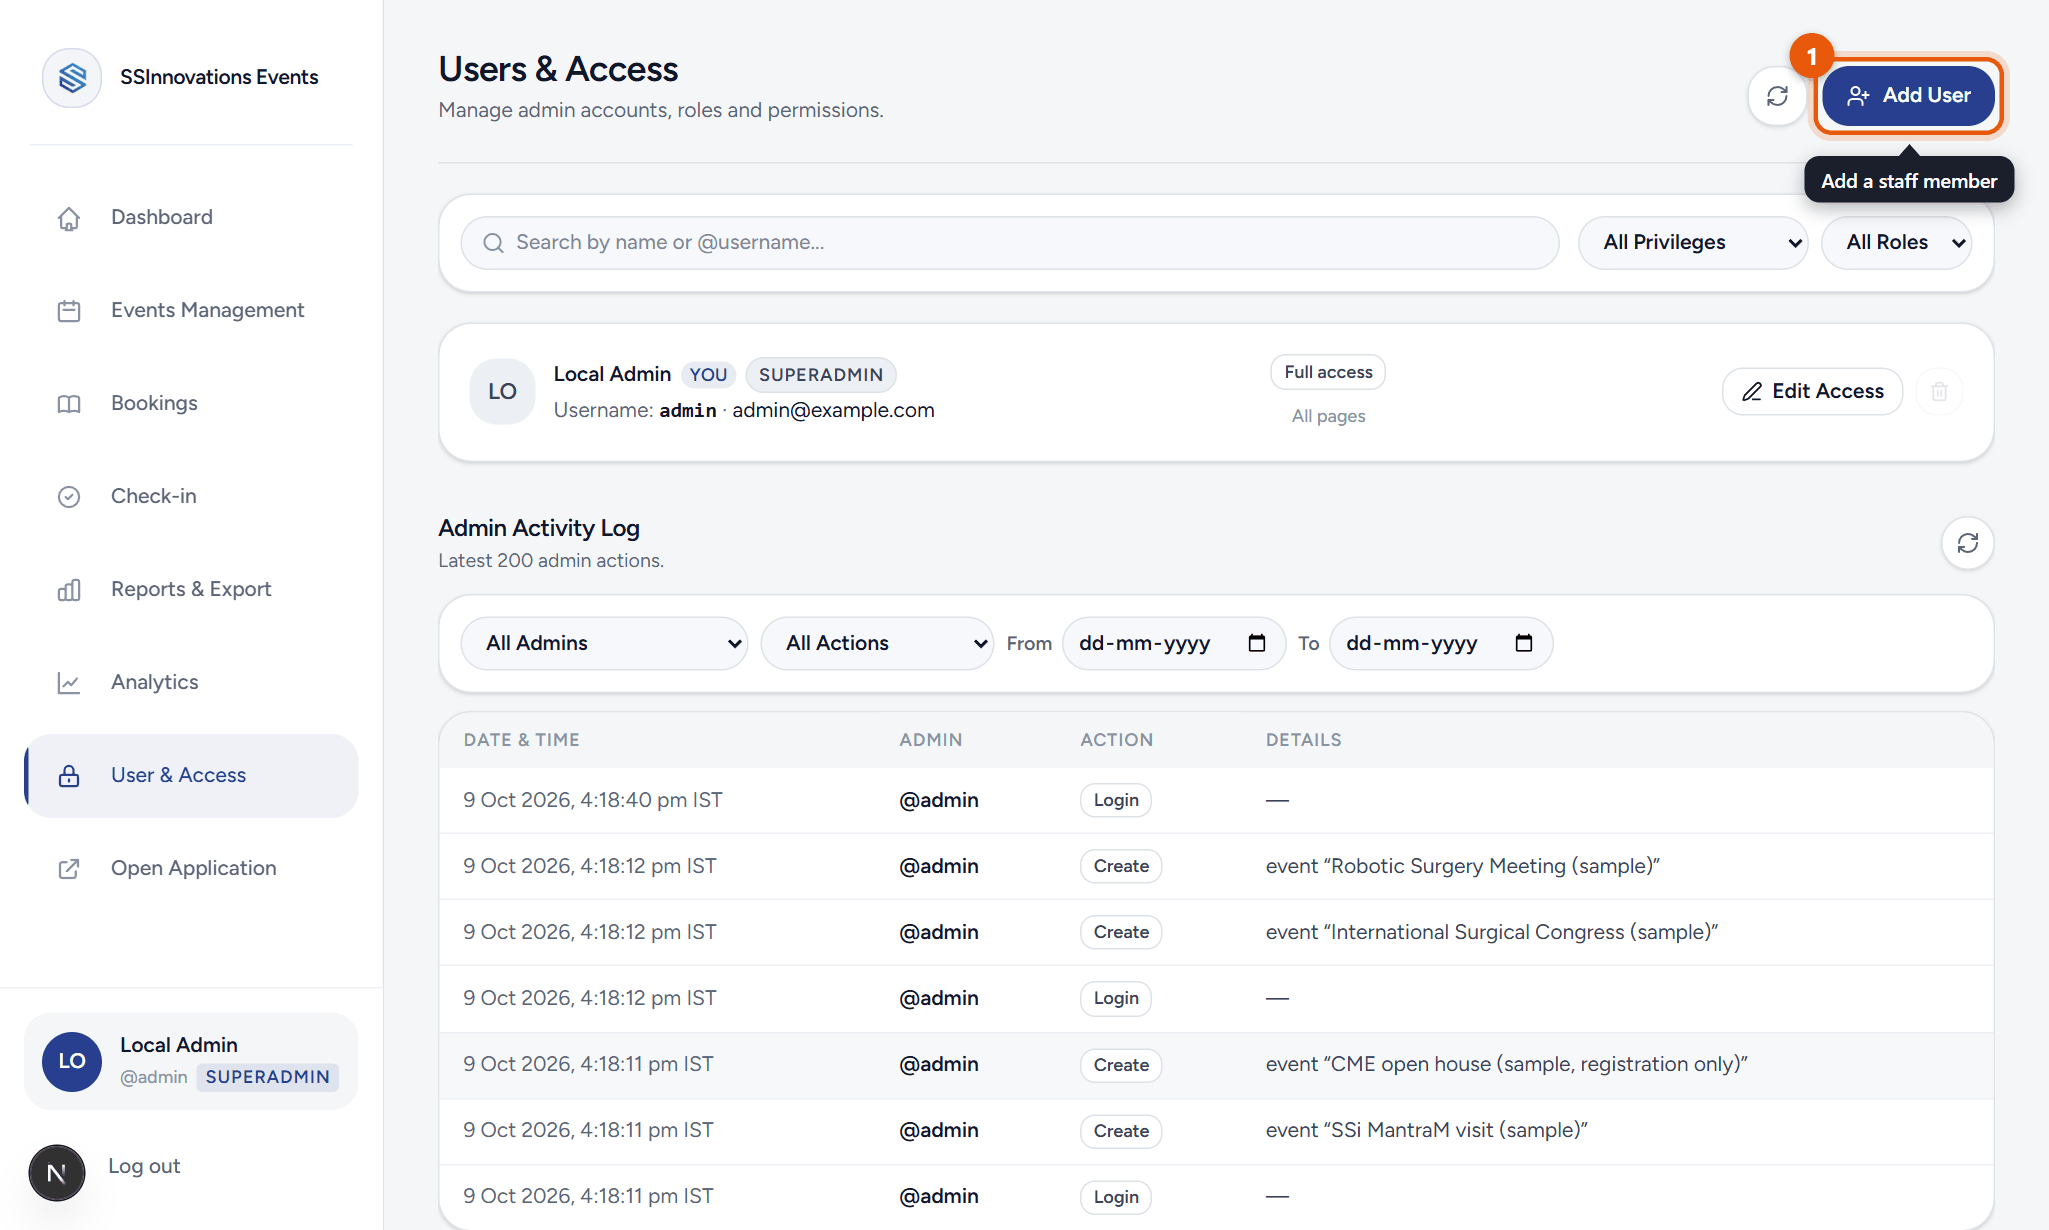 SSInnovations Events
Dashboard
Events Management
Bookings
Check-in
Reports & Export
Analytics
User & Access
Open Application
LO
Local Admin
@admin SUPERADMIN
N
Log out
Users & Access
Manage admin accounts, roles and permissions.
1
Add User
Add a staff member
Search by name or @username...
All Privileges
All Roles
LO
Local Admin YOU SUPERADMIN
Username: admin · admin@example.com
Full access
All pages
Edit Access
Admin Activity Log
Latest 200 admin actions.
All Admins All Actions From dd-mm-yyyy To dd-mm-yyyy
DATE & TIME ADMIN ACTION DETAILS
9 Oct 2026, 4:18:40 pm IST @admin Login —
9 Oct 2026, 4:18:12 pm IST @admin Create event “Robotic Surgery Meeting (sample)”
9 Oct 2026, 4:18:12 pm IST @admin Create event “International Surgical Congress (sample)”
9 Oct 2026, 4:18:12 pm IST @admin Login —
9 Oct 2026, 4:18:11 pm IST @admin Create event “CME open house (sample, registration only)”
9 Oct 2026, 4:18:11 pm IST @admin Create event “SSi MantraM visit (sample)”
9 Oct 2026, 4:18:11 pm IST @admin Login —